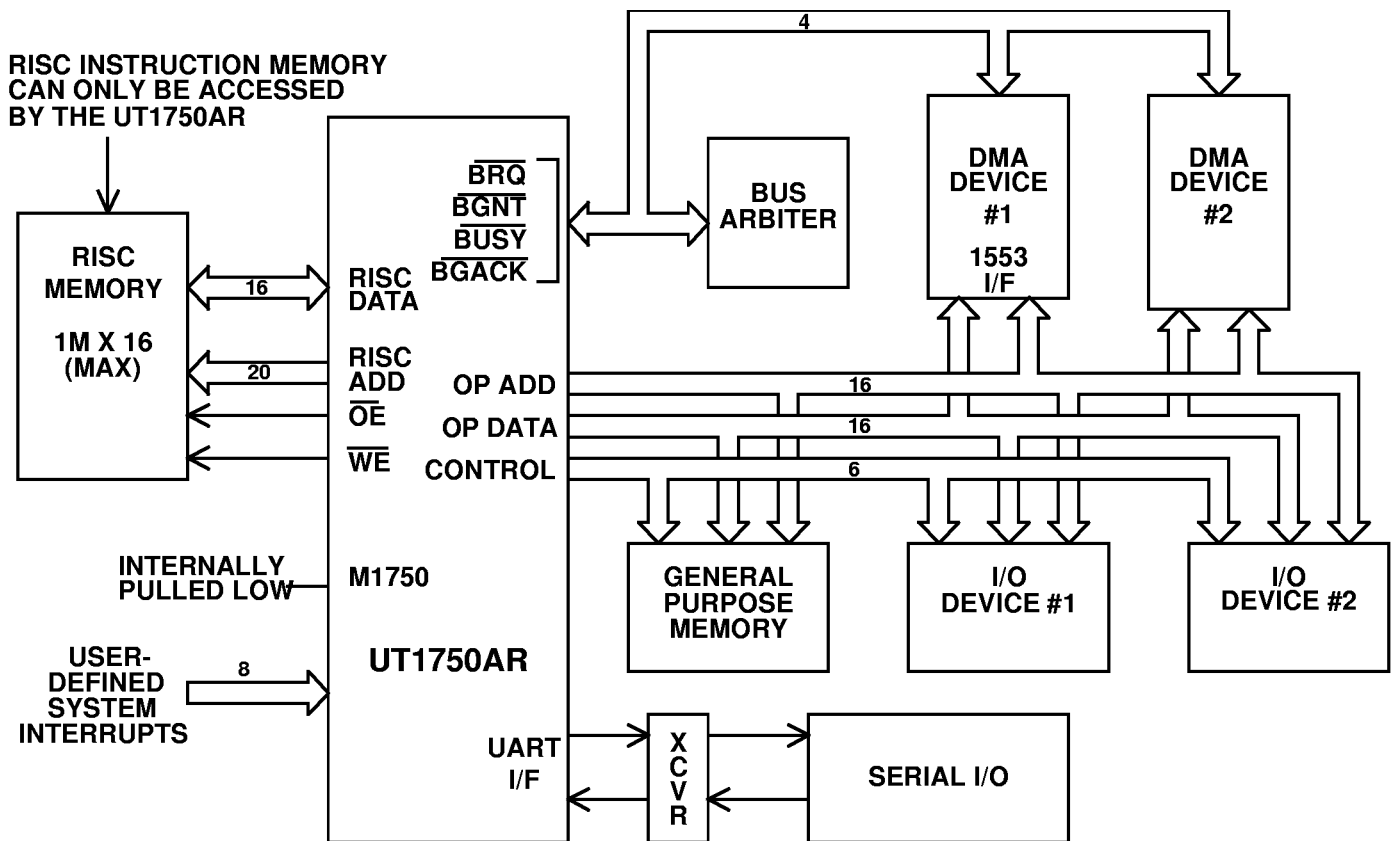 4
RISC INSTRUCTION MEMORY
CAN ONLY BE ACCESSED
BY THE UT1750AR
BRQ
BGNT
BUSY
BGACK
BUS
ARBITER
DMA
DEVICE
#1
1553
I/F
DMA
DEVICE
#2
RISC
MEMORY
1M X 16
(MAX)
16
RISC
DATA
20
RISC
ADD
OE
WE
OP ADD
16
OP DATA
16
CONTROL
6
INTERNALLY
PULLED LOW
M1750
GENERAL
PURPOSE
MEMORY
I/O
DEVICE #1
I/O
DEVICE #2
USER-
DEFINED
SYSTEM
INTERRUPTS
8
UT1750AR
UART
I/F
X
C
V
R
SERIAL I/O